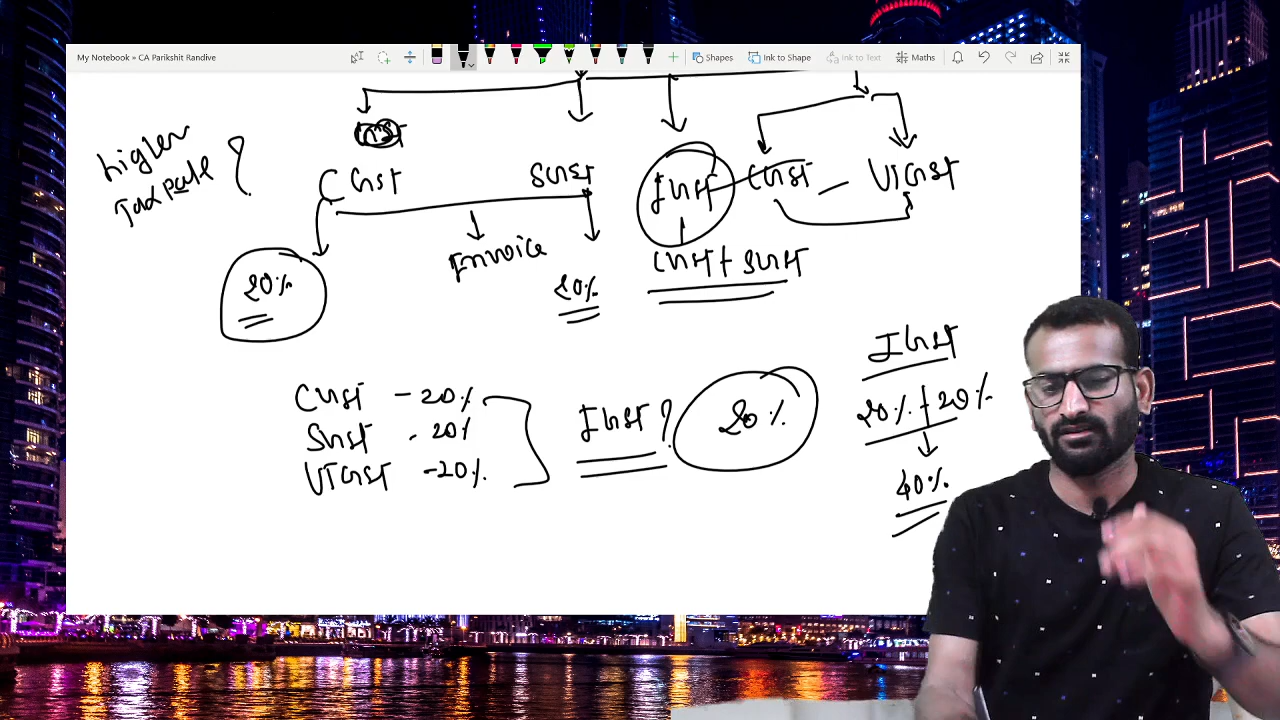 My Notebook » CA Parikshit Randive
Shapes
Ink to Shape
Ink to Text
Maths
higher
Tax rate ?
CGST
SGST
IGST
CGST
UTGST
Invoice
CGST + SGST
20%
20%
IGST
CGST - 20%
SGST - 20%
UTGST - 20%
IGST?
20%
20% + 20%
40%